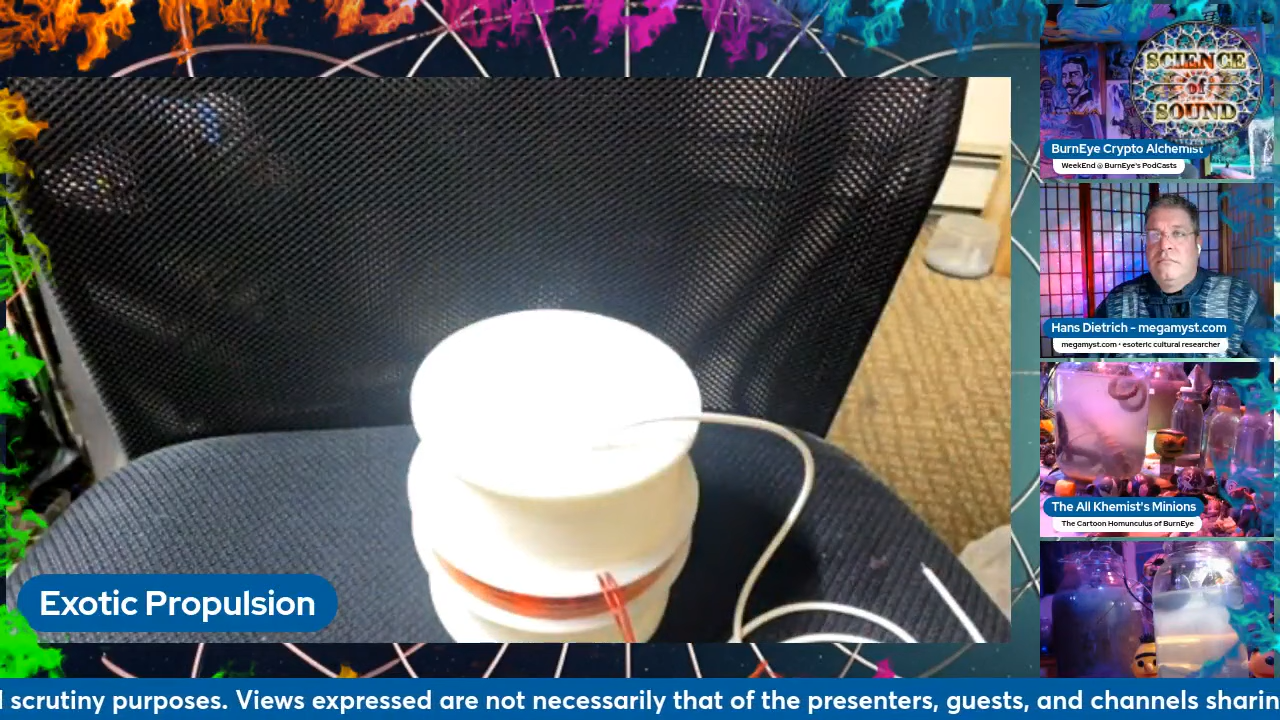 SCIENCE
of
SOUND
BurnEye Crypto Alchemist
WeekEnd @ BurnEye's PodCasts
Hans Dietrich - megamyst.com
megamyst.com • esoteric cultural researcher
The All Khemist's Minions
The Cartoon Homunculus of BurnEye
Exotic Propulsion
scrutiny purposes. Views expressed are not necessarily that of the presenters, guests, and channels sharin